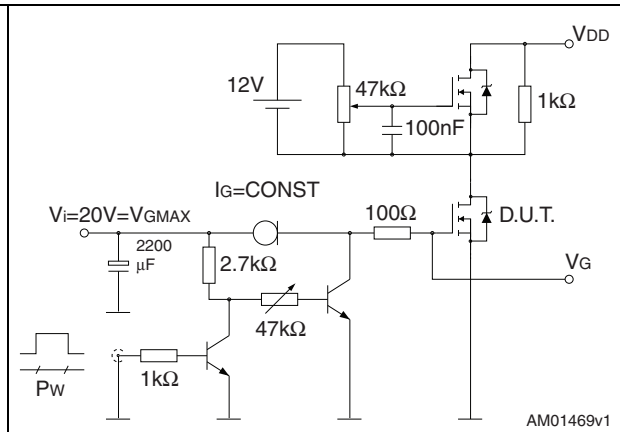 VDD
12V
47kΩ
1kΩ
100nF
IG=CONST
Vi=20V=VGMAX
100Ω
D.U.T.
2200
μF
2.7kΩ
VG
47kΩ
1kΩ
PW
AM01469v1